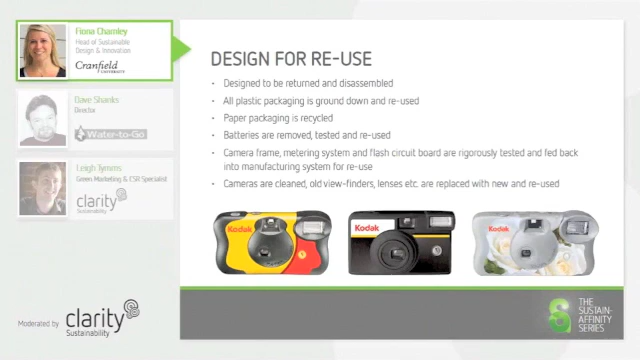 Fiona Charnley
Head of Sustainable
Design & Innovation
Cranfield
UNIVERSITY
Dave Shanks
Director
Water-to-Go
Leigh Tymms
Green Marketing & CSR Specialist
clarity
Sustainability
Moderated by clarity
Sustainability
DESIGN FOR RE-USE
• Designed to be returned and disassembled
• All plastic packaging is ground down and re-used
• Paper packaging is recycled
• Batteries are removed, tested and re-used
• Camera frame, metering system and flash circuit board are rigorously tested and fed back
into manufacturing system for re-use
• Cameras are cleaned, old view-finders, lenses etc. are replaced with new and re-used
Kodak
Kodak
Kodak
THE
SUSTAIN-
AFFINITY
SERIES